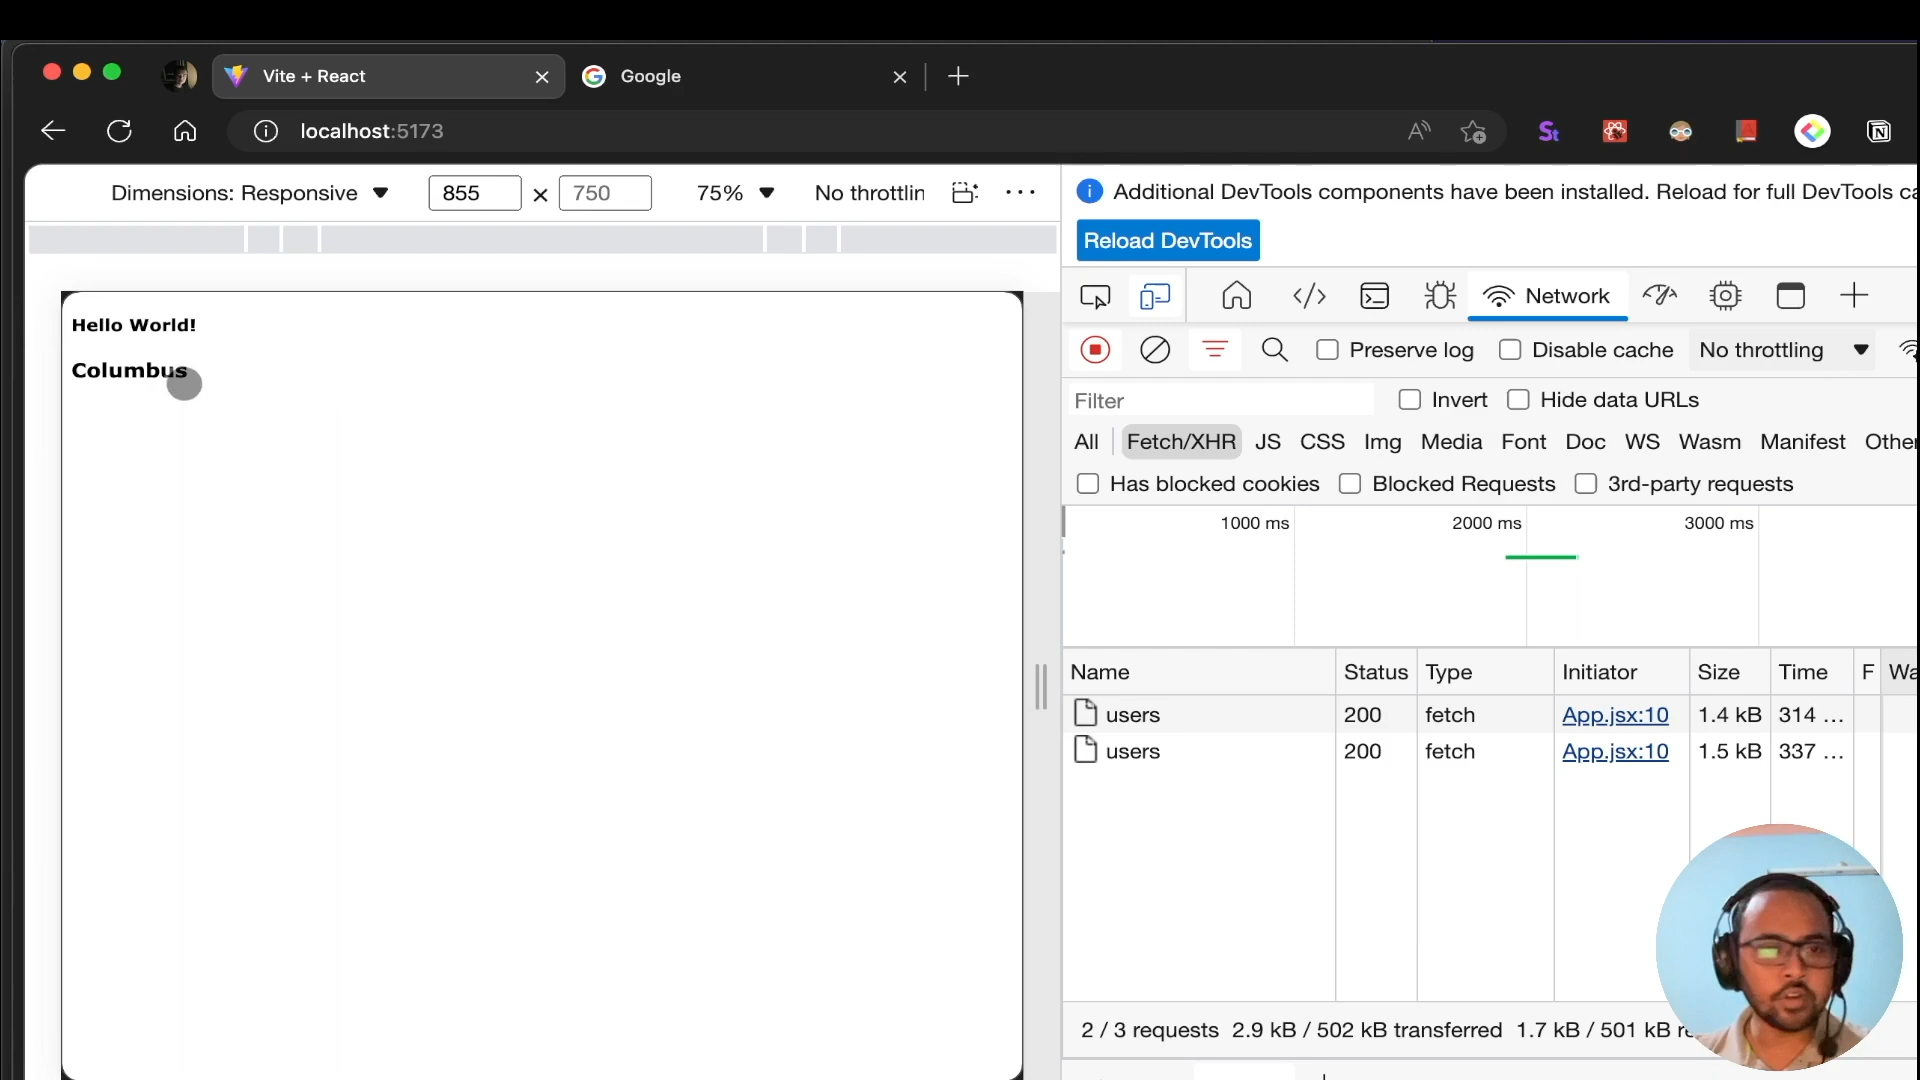 Vite + React
Google
localhost:5173
Dimensions: Responsive 855 × 750 75% No throttlin
Additional DevTools components have been installed. Reload for full DevTools ca
Reload DevTools
Network
Preserve log Disable cache No throttling
Filter Invert Hide data URLs
All Fetch/XHR JS CSS Img Media Font Doc WS Wasm Manifest Other
Has blocked cookies Blocked Requests 3rd-party requests
1000 ms 2000 ms 3000 ms
Name Status Type Initiator Size Time F Wa
users 200 fetch App.jsx:10 1.4 kB 314 ...
users 200 fetch App.jsx:10 1.5 kB 337 ...
2 / 3 requests 2.9 kB / 502 kB transferred 1.7 kB / 501 kB re
Hello World!
Columbus